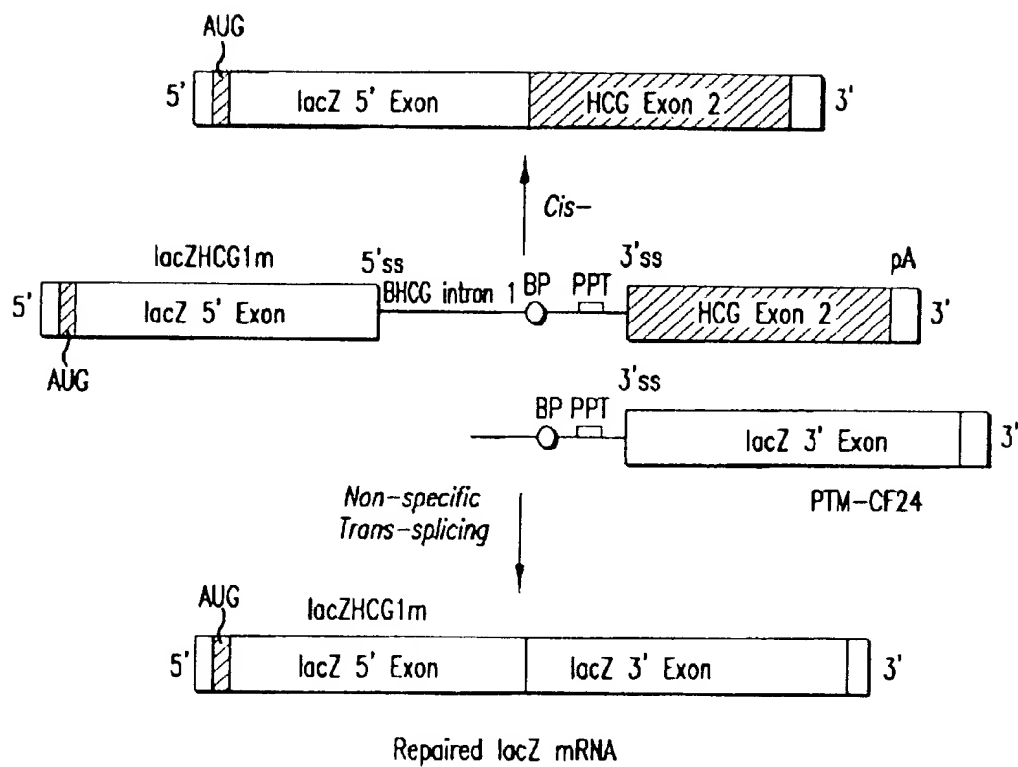 AUG
5' lacZ 5' Exon HCG Exon 2 3'
Cis-
lacZHCG1m 5'ss 3'ss pA
5' lacZ 5' Exon BHCG intron 1 BP PPT HCG Exon 2 3'
AUG
3'ss
BP PPT lacZ 3' Exon 3'
Non-specific
Trans-splicing
PTM-CF24
AUG lacZHCG1m
5' lacZ 5' Exon lacZ 3' Exon 3'
Repaired lacZ mRNA